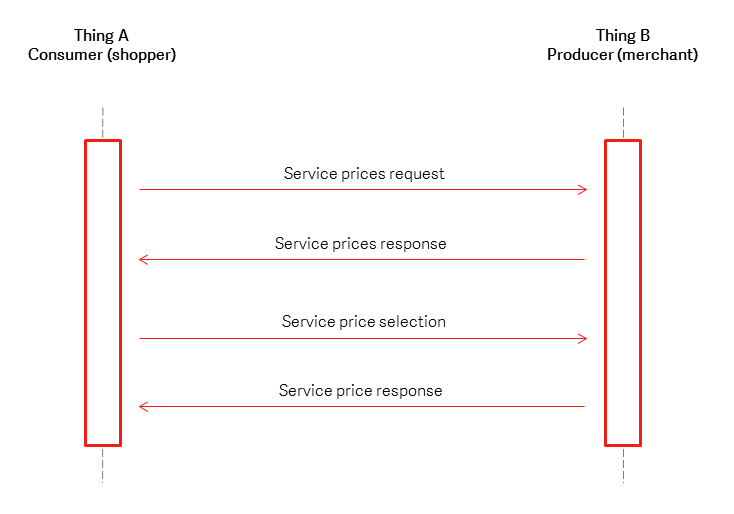 Thing A
Consumer (shopper)
Thing B
Producer (merchant)
Service prices request
Service prices response
Service price selection
Service price response